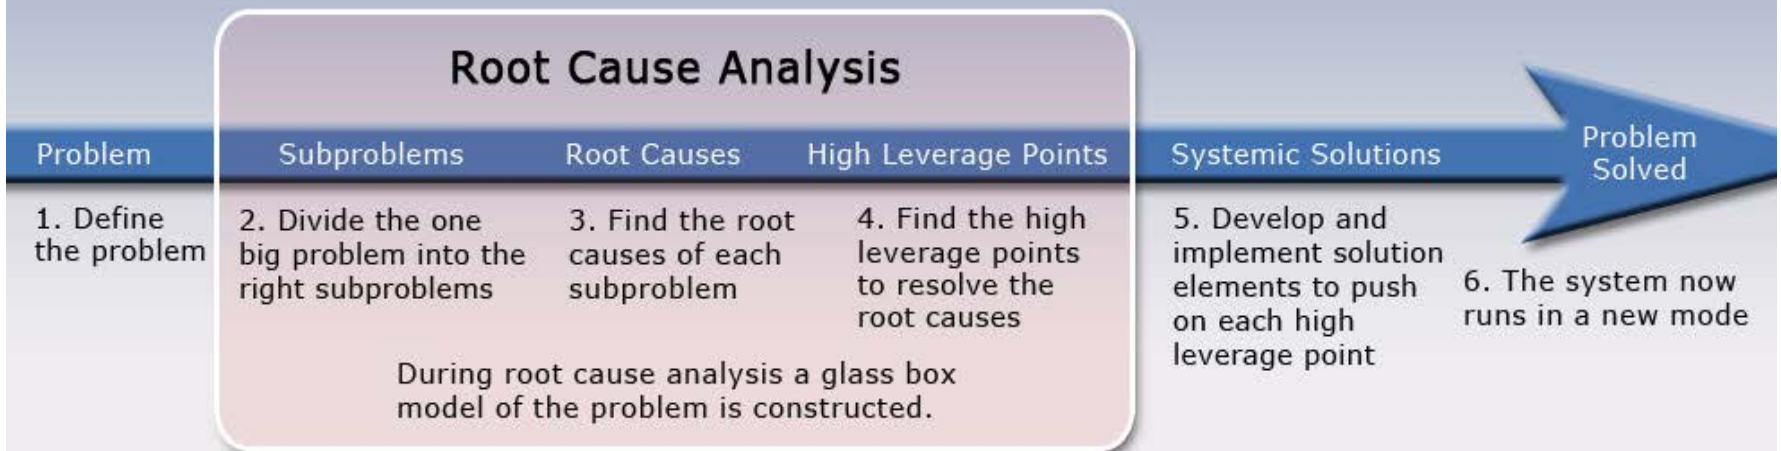 Root Cause Analysis
Problem
Subproblems
Root Causes
High Leverage Points
Systemic Solutions
Problem
Solved
1. Define
the problem
2. Divide the one
big problem into the
right subproblems
3. Find the root
causes of each
subproblem
4. Find the high
leverage points
to resolve the
root causes
5. Develop and
implement solution
elements to push
on each high
leverage point
6. The system now
runs in a new mode
During root cause analysis a glass box
model of the problem is constructed.